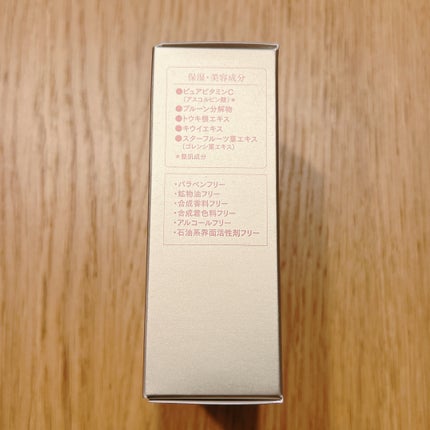 保湿・美容成分
●ピュアビタミンC
(アスコルビン酸)*
●プルーン分解物
●トウキ根エキス
●キウイエキス
●スターフルーツ葉エキス
(ゴレンシ葉エキス)
*整肌成分
・パラベンフリー
・鉱物油フリー
・合成香料フリー
・合成着色料フリー
・アルコールフリー
・石油系界面活性剤フリー